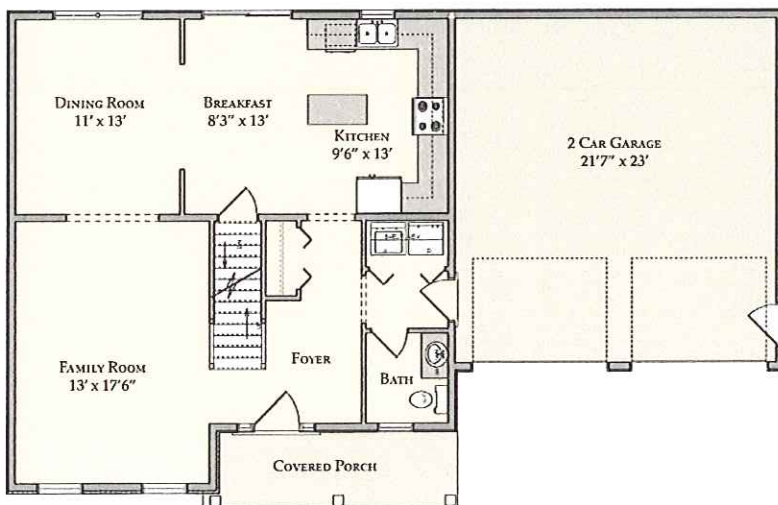 DINING ROOM
11' x 13'
BREAKFAST
8'3" x 13'
KITCHEN
9'6" x 13'
2 CAR GARAGE
21'7" x 23'
FAMILY ROOM
13' x 17'6"
FOYER
BATH
COVERED PORCH